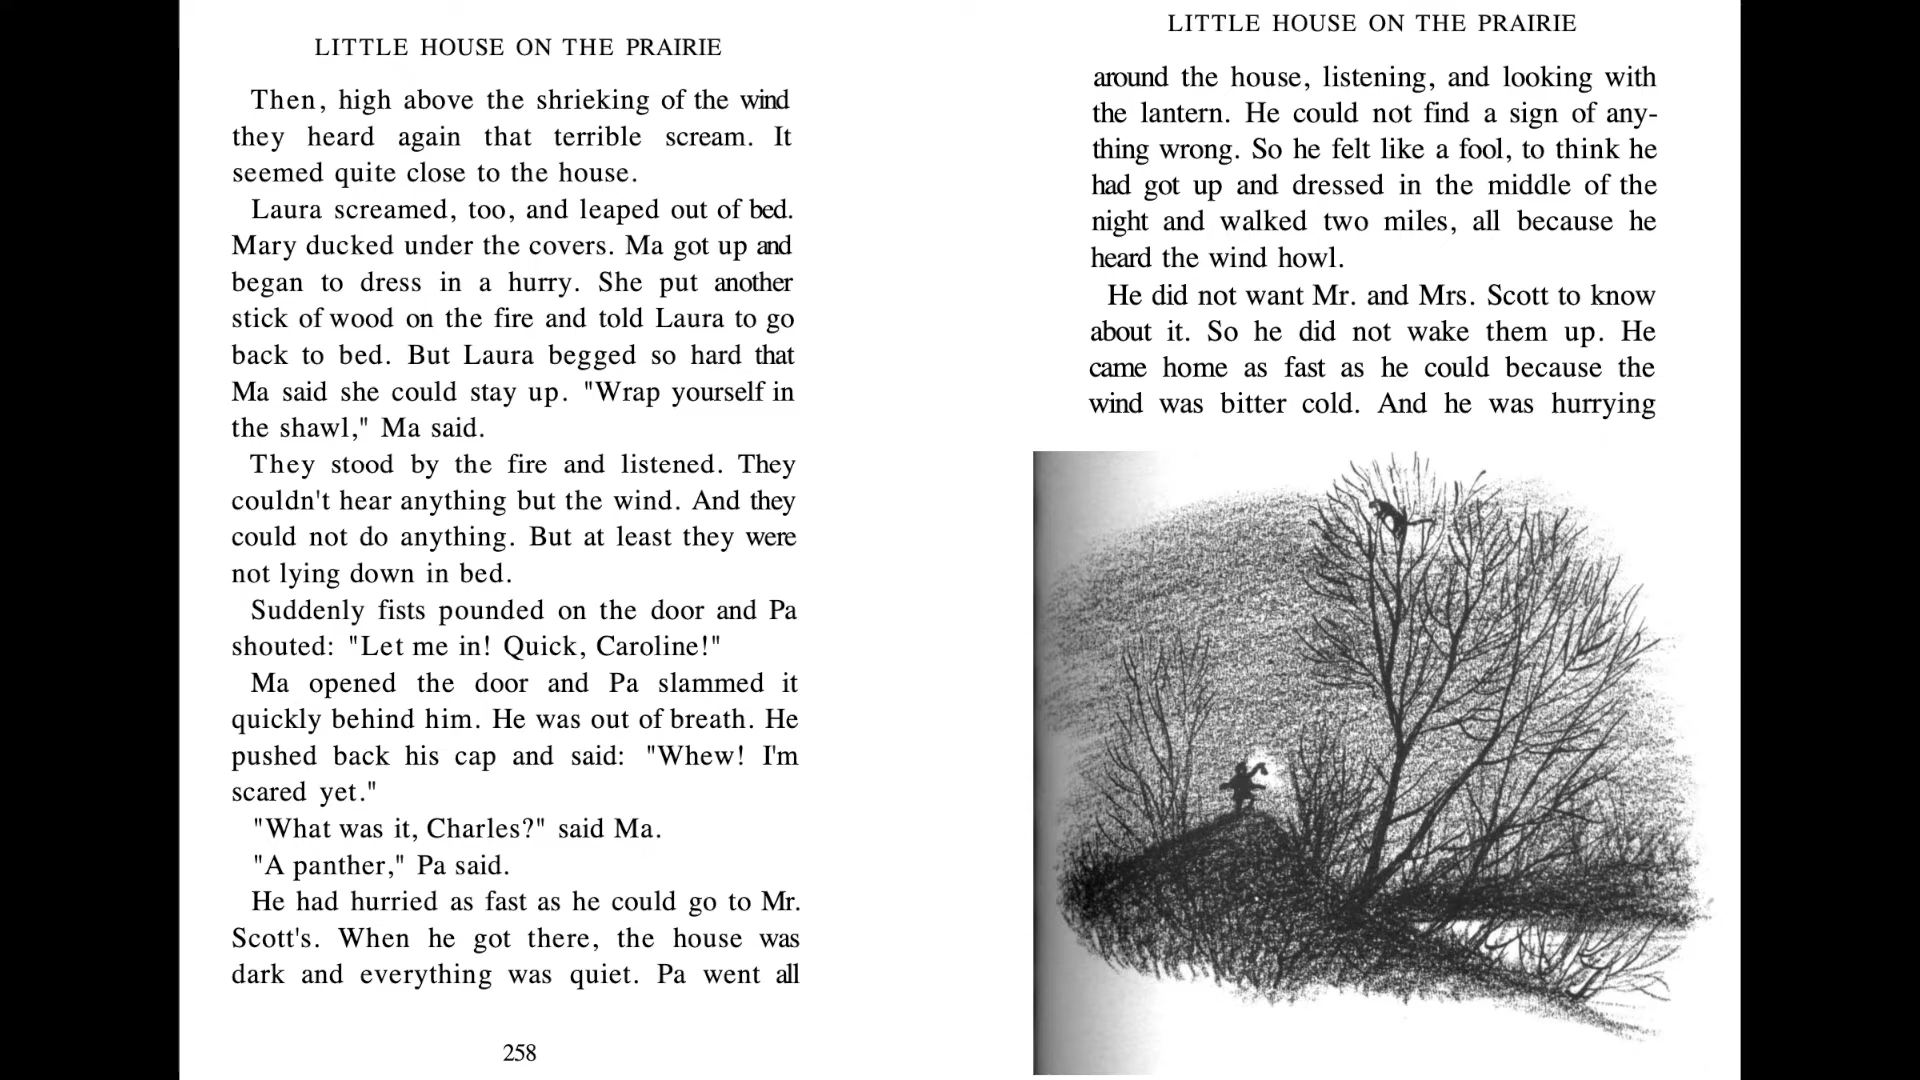 LITTLE HOUSE ON THE PRAIRIE
Then, high above the shrieking of the wind
they heard again that terrible scream. It
seemed quite close to the house.
Laura screamed, too, and leaped out of bed.
Mary ducked under the covers. Ma got up and
began to dress in a hurry. She put another
stick of wood on the fire and told Laura to go
back to bed. But Laura begged so hard that
Ma said she could stay up. "Wrap yourself in
the shawl," Ma said.
They stood by the fire and listened. They
couldn't hear anything but the wind. And they
could not do anything. But at least they were
not lying down in bed.
Suddenly fists pounded on the door and Pa
shouted: "Let me in! Quick, Caroline!"
Ma opened the door and Pa slammed it
quickly behind him. He was out of breath. He
pushed back his cap and said: "Whew! I'm
scared yet."
"What was it, Charles?" said Ma.
"A panther," Pa said.
He had hurried as fast as he could go to Mr.
Scott's. When he got there, the house was
dark and everything was quiet. Pa went all
258
LITTLE HOUSE ON THE PRAIRIE
around the house, listening, and looking with
the lantern. He could not find a sign of any-
thing wrong. So he felt like a fool, to think he
had got up and dressed in the middle of the
night and walked two miles, all because he
heard the wind howl.
He did not want Mr. and Mrs. Scott to know
about it. So he did not wake them up. He
came home as fast as he could because the
wind was bitter cold. And he was hurrying